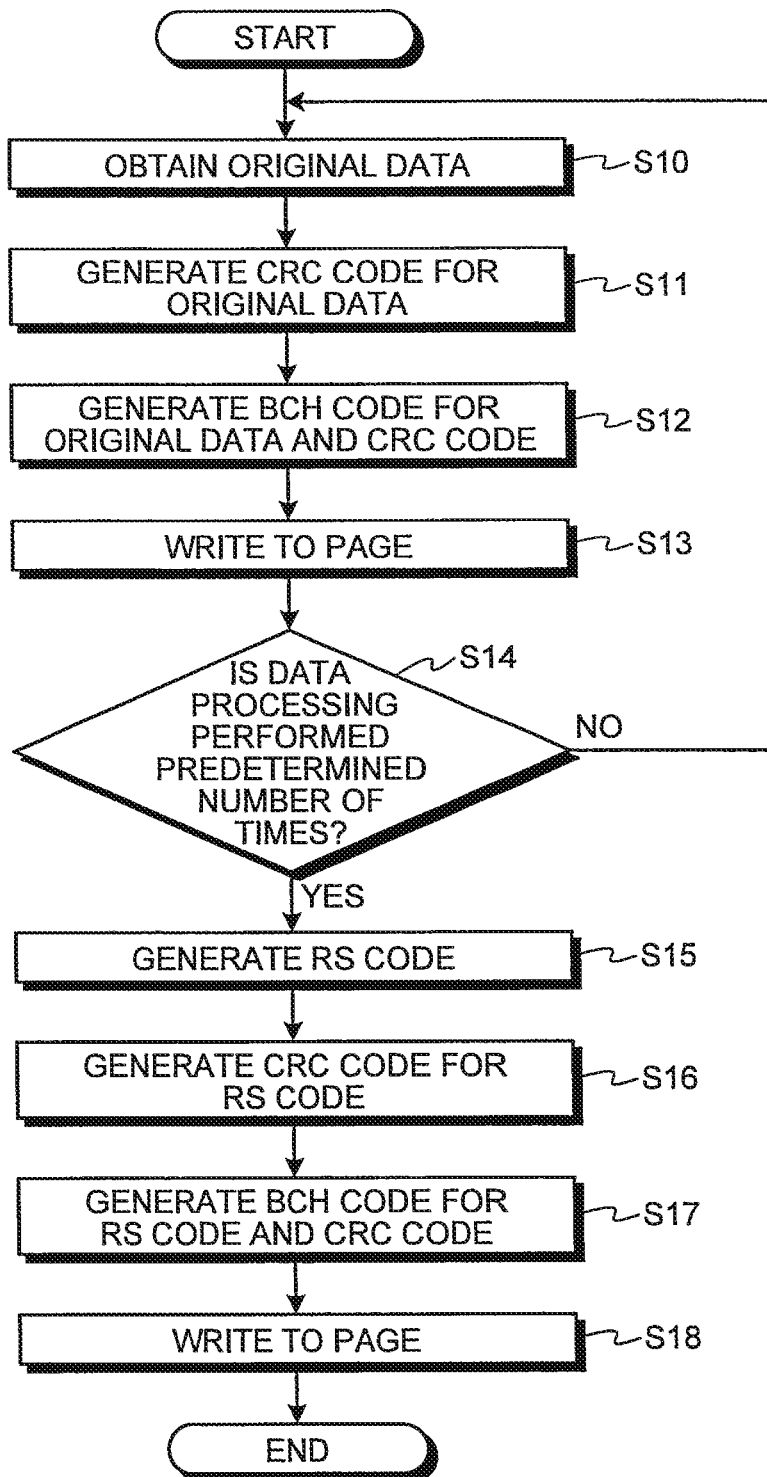 START
OBTAIN ORIGINAL DATA
S10
GENERATE CRC CODE FOR
ORIGINAL DATA
S11
GENERATE BCH CODE FOR
ORIGINAL DATA AND CRC CODE
S12
WRITE TO PAGE
S13
S14
IS DATA
PROCESSING
PERFORMED
PREDETERMINED
NUMBER OF
TIMES?
NO
YES
GENERATE RS CODE
S15
GENERATE CRC CODE FOR
RS CODE
S16
GENERATE BCH CODE FOR
RS CODE AND CRC CODE
S17
WRITE TO PAGE
S18
END